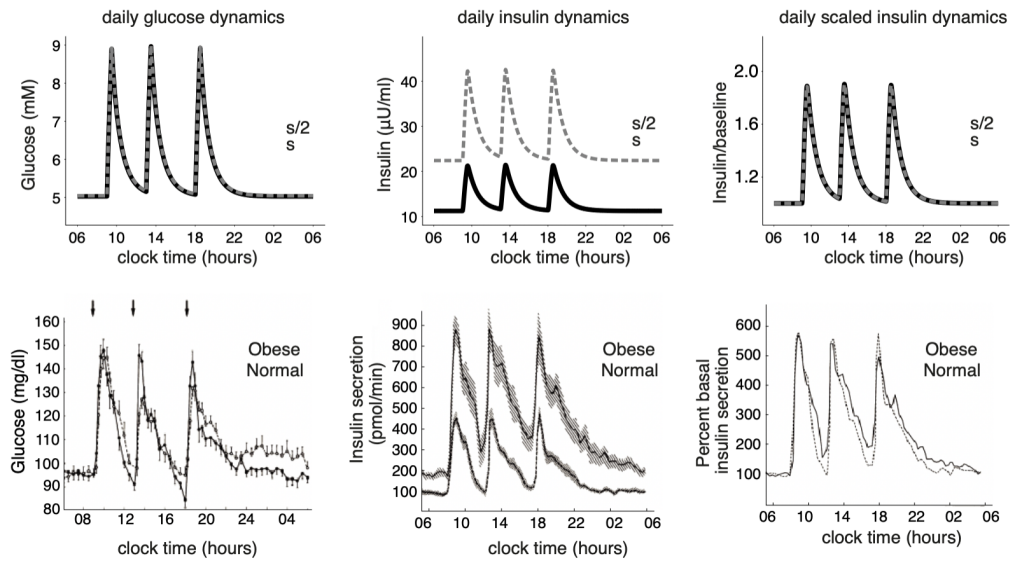 daily glucose dynamics
Glucose (mM)
9
8
7
6
5
s/2
s
06 10 14 18 22 02 06
clock time (hours)
daily insulin dynamics
Insulin (µU/ml)
40
30
20
10
s/2
s
06 10 14 18 22 02 06
clock time (hours)
daily scaled insulin dynamics
Insulin/baseline
2.0
1.6
1.2
s/2
s
06 10 14 18 22 02 06
clock time (hours)
Glucose (mg/dl)
160
150
140
130
120
110
100
90
80
Obese
Normal
08 12 16 20 24 04
clock time (hours)
Insulin secretion
(pmol/min)
900
800
700
600
500
400
300
200
100
Obese
Normal
06 10 14 18 22 02 06
clock time (hours)
Percent basal
insulin secretion
600
500
400
300
200
100
Obese
Normal
06 10 14 18 22 02 06
clock time (hours)